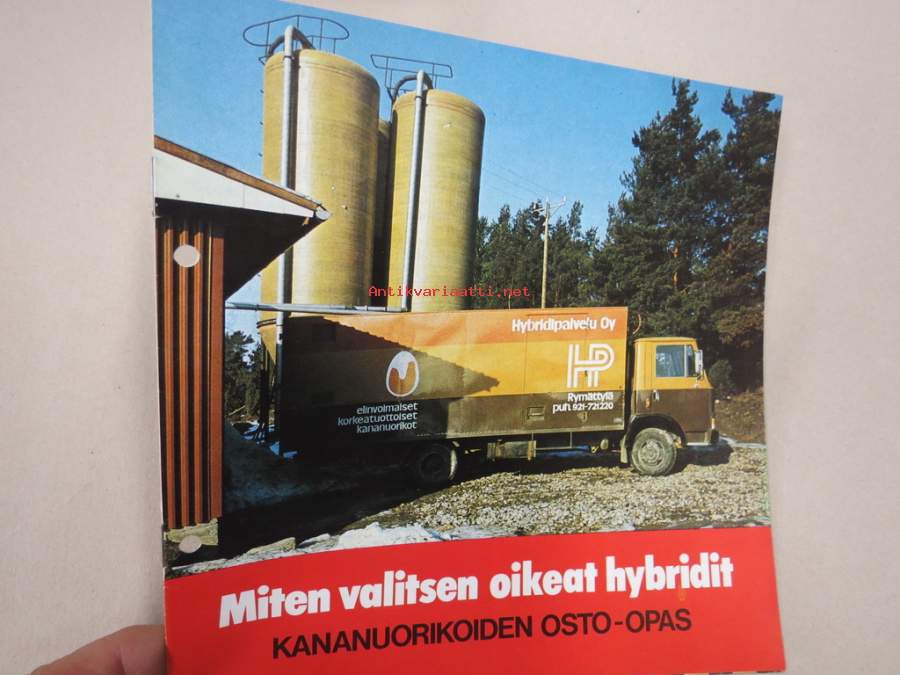 Antikvariaatti.net
Hybridipalvelu Oy
HP
Rymättylä
puh. 921-721220
elinvoimaiset
korkeatuottoiset
kananuorikot
Miten valitsen oikeat hybridit
KANANUORIKOIDEN OSTO-OPAS